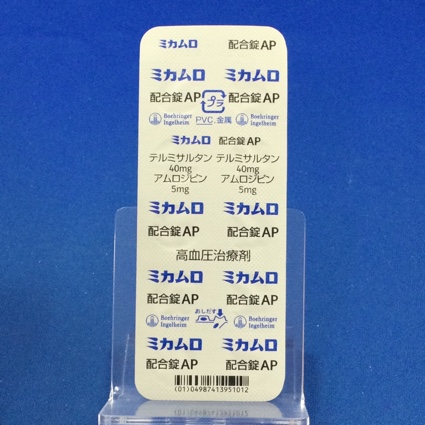 ミカムロ 配合錠AP
ミカムロ ミカムロ
配合錠AP プラ 配合錠AP
Boehringer Ingelheim PVC,金属 Boehringer Ingelheim
ミカムロ 配合錠AP
テルミサルタン テルミサルタン
40mg 40mg
アムロジピン アムロジピン
5mg 5mg
ミカムロ ミカムロ
配合錠AP 配合錠AP
高血圧治療剤
ミカムロ ミカムロ
配合錠AP 配合錠AP
Boehringer Ingelheim おしだす Boehringer Ingelheim
ミカムロ ミカムロ
配合錠AP 配合錠AP
(01)04987413951012